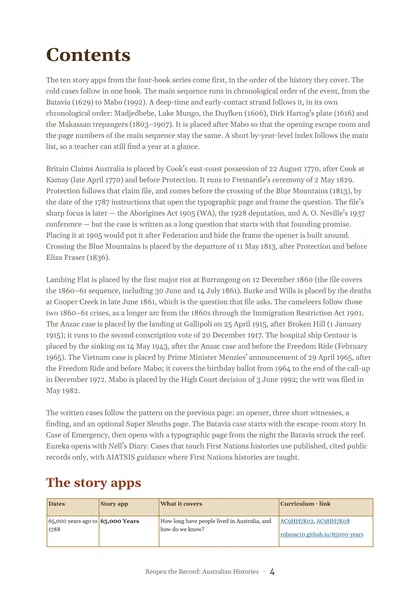 Contents
The ten story apps from the four-book series come first, in the order of the history they cover. The
cold cases follow in one book. The main sequence runs in chronological order of the event, from the
Batavia (1629) to Mabo (1992). A deep-time and early-contact strand follows it, in its own
chronological order: Madjedbebe, Lake Mungo, the Duyfken (1606), Dirk Hartog's plate (1616) and
the Makassan trepangers (1803–1907). It is placed after Mabo so that the opening escape room and
the page numbers of the main sequence stay the same. A short by-year-level index follows the main
list, so a teacher can still find a year at a glance.
Britain Claims Australia is placed by Cook's east-coast possession of 22 August 1770, after Cook at
Kamay (late April 1770) and before Protection. It runs to Fremantle's ceremony of 2 May 1829.
Protection follows that claim file, and comes before the crossing of the Blue Mountains (1813), by
the date of the 1787 instructions that open the typographic page and frame the question. The file's
sharp focus is later — the Aborigines Act 1905 (WA), the 1928 deputation, and A. O. Neville's 1937
conference — but the case is written as a long question that starts with that founding promise.
Placing it at 1905 would put it after Federation and hide the frame the opener is built around.
Crossing the Blue Mountains is placed by the departure of 11 May 1813, after Protection and before
Eliza Fraser (1836).
Lambing Flat is placed by the first major riot at Burrangong on 12 December 1860 (the file covers
the 1860–61 sequence, including 30 June and 14 July 1861). Burke and Wills is placed by the deaths
at Cooper Creek in late June 1861, which is the question that file asks. The cameleers follow those
two 1860–61 crises, as a longer arc from the 1860s through the Immigration Restriction Act 1901.
The Anzac case is placed by the landing at Gallipoli on 25 April 1915, after Broken Hill (1 January
1915); it runs to the second conscription vote of 20 December 1917. The hospital ship Centaur is
placed by the sinking on 14 May 1943, after the Anzac case and before the Freedom Ride (February
1965). The Vietnam case is placed by Prime Minister Menzies' announcement of 29 April 1965, after
the Freedom Ride and before Mabo; it covers the birthday ballot from 1964 to the end of the call-up
in December 1972. Mabo is placed by the High Court decision of 3 June 1992; the writ was filed in
May 1982.
The written cases follow the pattern on the previous page: an opener, three short witnesses, a
finding, and an optional Super Sleuths page. The Batavia case starts with the escape-room story In
Case of Emergency, then opens with a typographic page from the night the Batavia struck the reef.
Eureka opens with Nell's Diary. Cases that touch First Nations histories use published, cited public
records only, with AIATSIS guidance where First Nations histories are taught.
The story apps
Dates Story app What it covers Curriculum · link
65,000 years ago to 65,000 Years How long have people lived in Australia, and AC9HH7K02, AC9HH7K08
1788 how do we know?
robmac10.github.io/65000-years
Reopen the Record: Australian Histories · 4